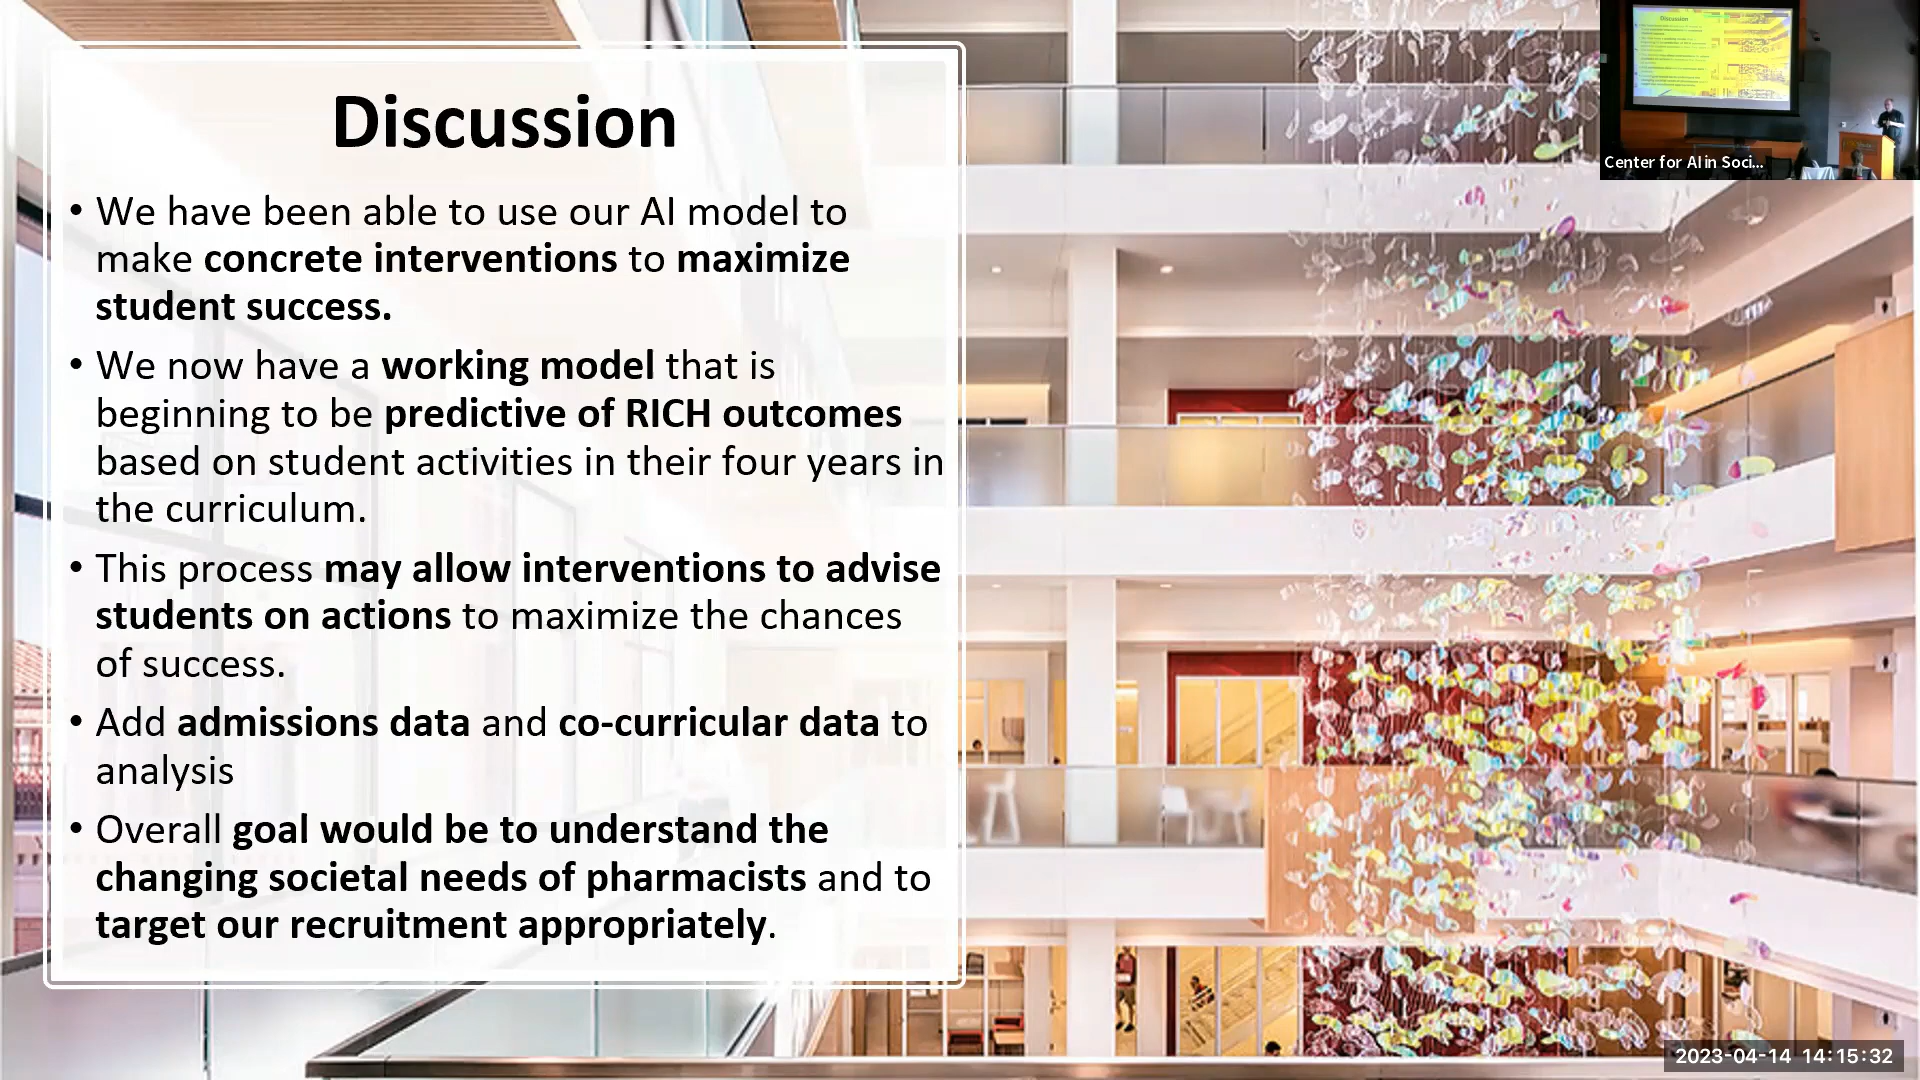 Discussion
• We have been able to use our AI model to
make concrete interventions to maximize
student success.
• We now have a working model that is
beginning to be predictive of RICH outcomes
based on student activities in their four years in
the curriculum.
• This process may allow interventions to advise
students on actions to maximize the chances
of success.
• Add admissions data and co-curricular data to
analysis
• Overall goal would be to understand the
changing societal needs of pharmacists and to
target our recruitment appropriately.
Discussion
Center for AI in Soci...
2023-04-14 14:15:32